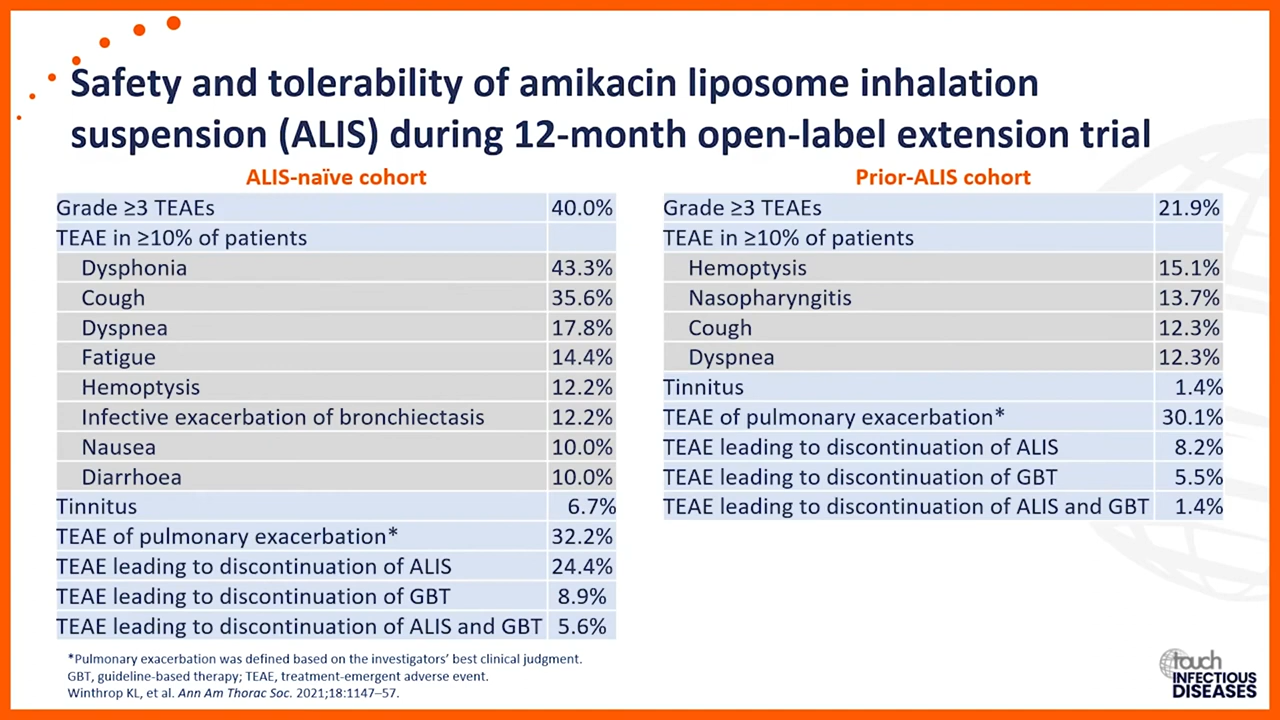 Safety and tolerability of amikacin liposome inhalation
suspension (ALIS) during 12-month open-label extension trial
ALIS-naïve cohort
Grade ≥3 TEAEs 40.0%
TEAE in ≥10% of patients
Dysphonia 43.3%
Cough 35.6%
Dyspnea 17.8%
Fatigue 14.4%
Hemoptysis 12.2%
Infective exacerbation of bronchiectasis 12.2%
Nausea 10.0%
Diarrhoea 10.0%
Tinnitus 6.7%
TEAE of pulmonary exacerbation* 32.2%
TEAE leading to discontinuation of ALIS 24.4%
TEAE leading to discontinuation of GBT 8.9%
TEAE leading to discontinuation of ALIS and GBT 5.6%
Prior-ALIS cohort
Grade ≥3 TEAEs 21.9%
TEAE in ≥10% of patients
Hemoptysis 15.1%
Nasopharyngitis 13.7%
Cough 12.3%
Dyspnea 12.3%
Tinnitus 1.4%
TEAE of pulmonary exacerbation* 30.1%
TEAE leading to discontinuation of ALIS 8.2%
TEAE leading to discontinuation of GBT 5.5%
TEAE leading to discontinuation of ALIS and GBT 1.4%
*Pulmonary exacerbation was defined based on the investigators' best clinical judgment.
GBT, guideline-based therapy; TEAE, treatment-emergent adverse event.
Winthrop KL, et al. Ann Am Thorac Soc. 2021;18:1147–57.
touch
INFECTIOUS
DISEASES